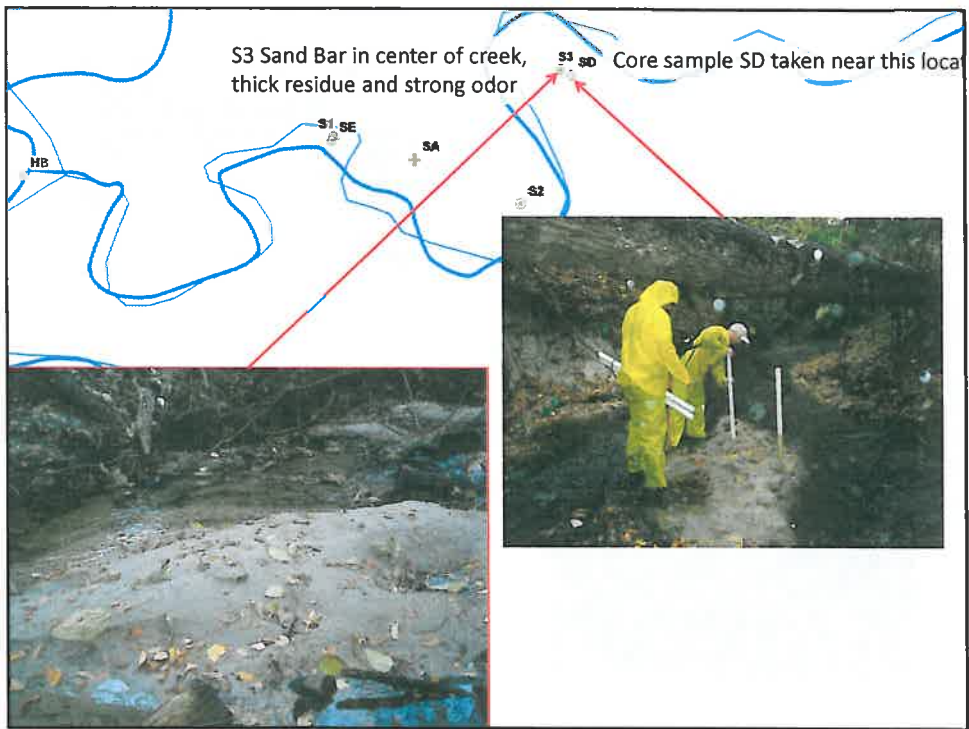 S3 Sand Bar in center of creek,
thick residue and strong odor
S3 SD
Core sample SD taken near this locat
S1 SE
SA
HB
S2